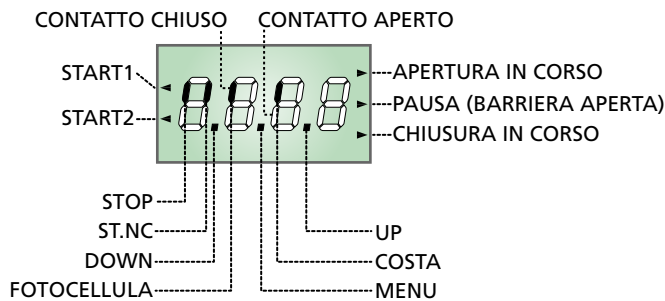 CONTATTO CHIUSO
CONTATTO APERTO
START1
START2
APERTURA IN CORSO
PAUSA (BARRIERA APERTA)
CHIUSURA IN CORSO
STOP
ST.NC
DOWN
FOTOCELLULA
UP
COSTA
MENU